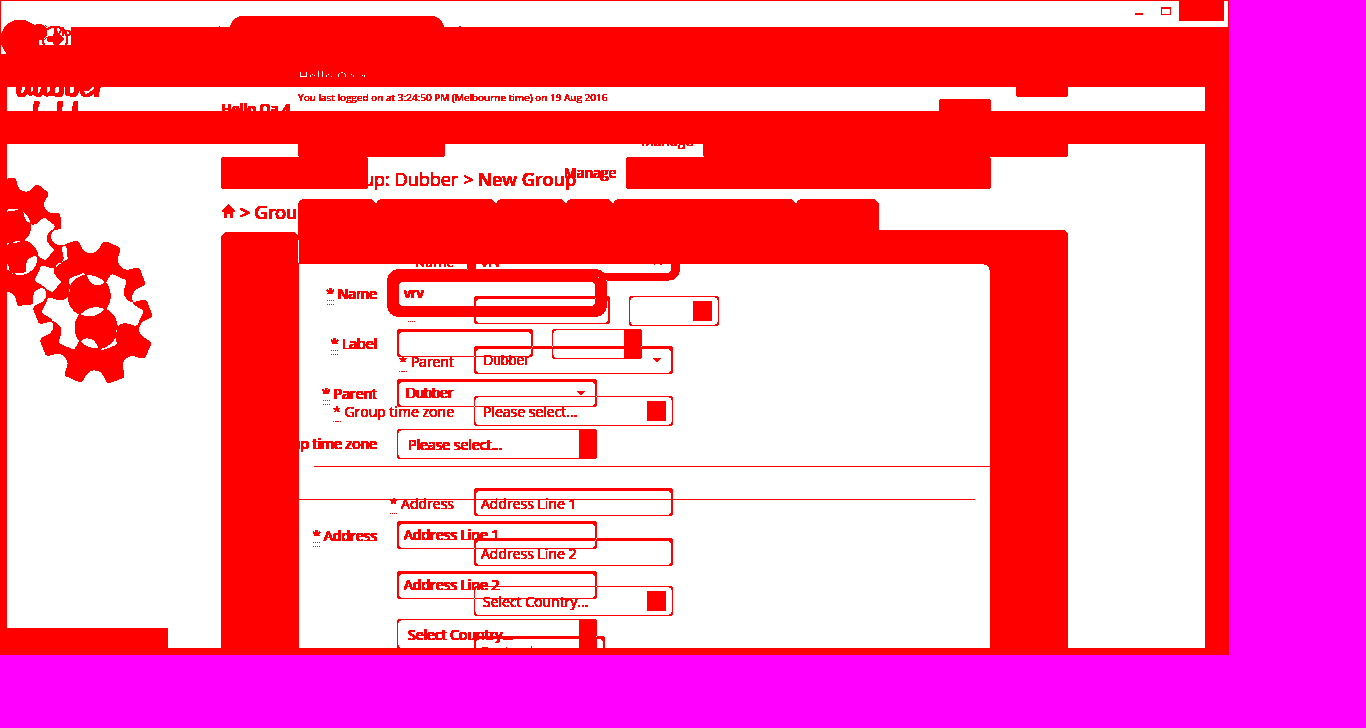 Hello Qa 4
You last logged on at 3:24:50 PM (Melbourne time) on 19 Aug 2016
Hello Qa 4
Manage
up: Dubber > New Group
Manage
> Grou
Name vrv
* Name vrv
* Label
* Parent Dubber
* Parent Dubber
* Group time zone Please select...
p time zone Please select...
* Address Address Line 1
* Address Address Line 1
Address Line 2
Address Line 2
Select Country...
Select Country...